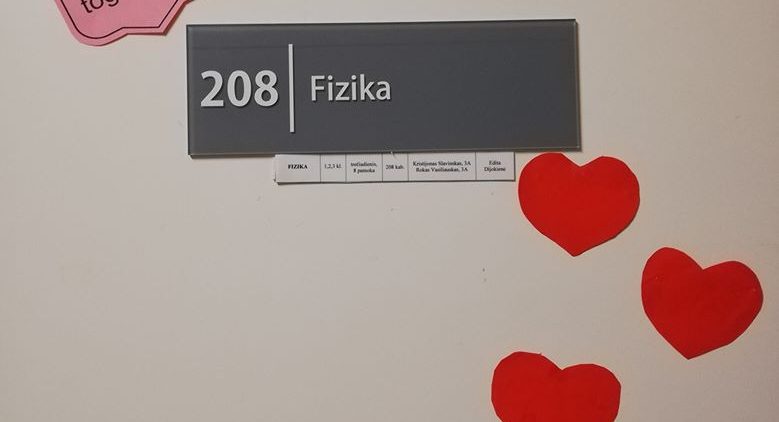 tog
208 Fizika
FIZIKA 1,2,3 kl. trečiadienis, 8 pamoka 208 kab. Kristijonas Slavinskas, 3A Rokas Vasiliauskas, 3A Edita Dijokienė